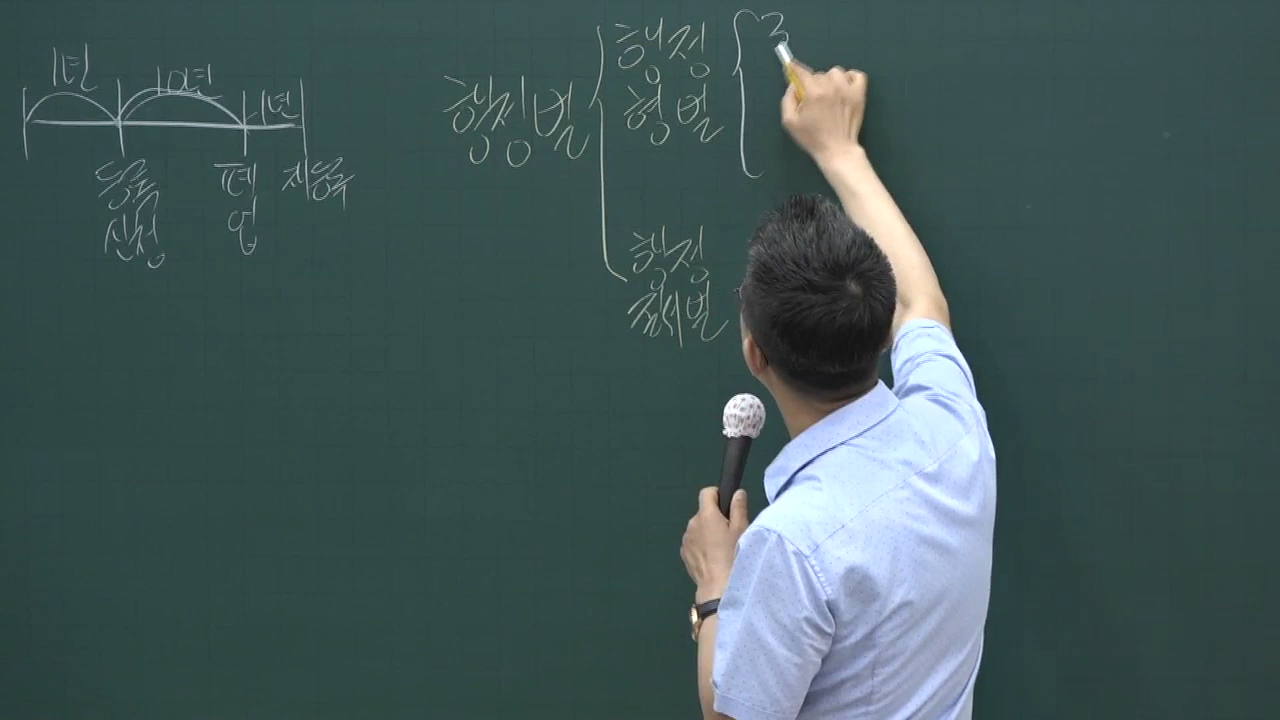 1년 10년 1년
등록 폐 재등록
신청 업
행정벌
행정
형벌
3
행정
질서벌